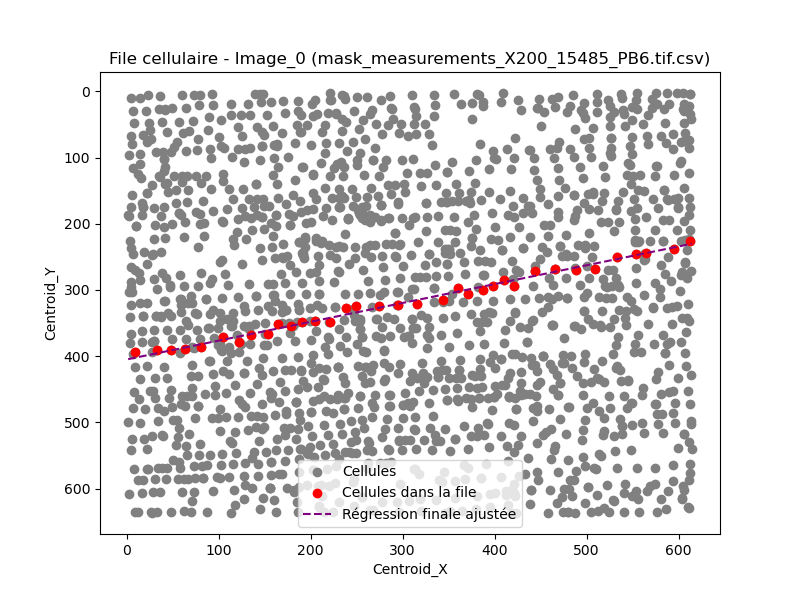 File cellulaire - Image_0 (mask_measurements_X200_15485_PB6.tif.csv)
0
100
200
300
400
500
600
Centroid_Y
Cellules
Cellules dans la file
Régression finale ajustée
0 100 200 300 400 500 600
Centroid_X